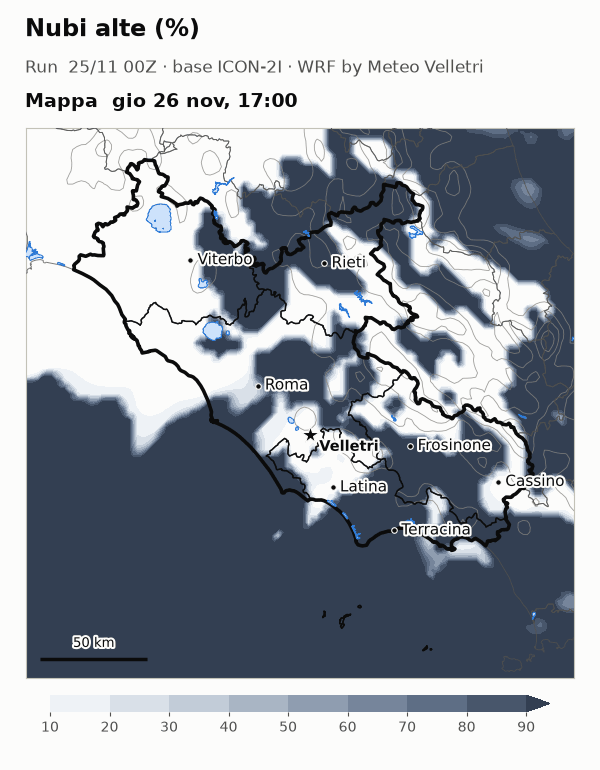 Nubi alte (%)
Run 25/11 00Z · base ICON-2I · WRF by Meteo Velletri
Mappa gio 26 nov, 17:00
Viterbo
Rieti
Roma
Velletri
Frosinone
Latina
Cassino
Terracina
50 km
10 20 30 40 50 60 70 80 90